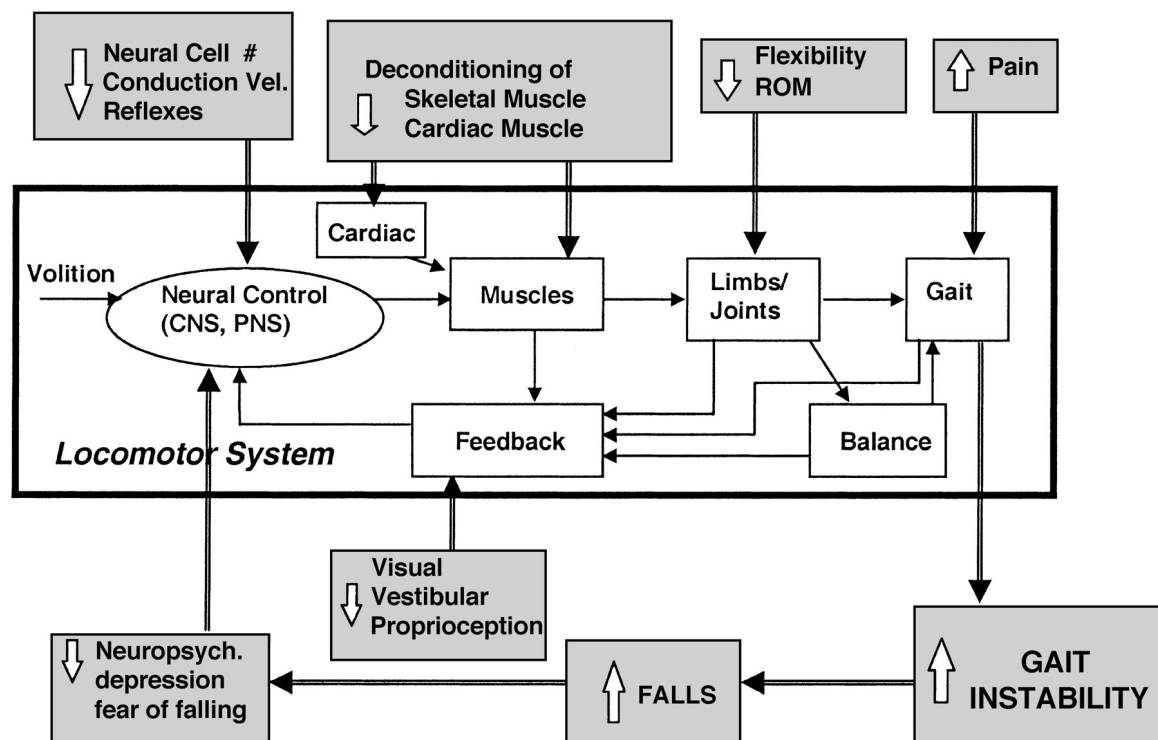 Neural Cell #
Conduction Vel.
Reflexes
Deconditioning of
Skeletal Muscle
Cardiac Muscle
Flexibility
ROM
Pain
Cardiac
Volition
Neural Control
(CNS, PNS)
Muscles
Limbs/
Joints
Gait
Feedback
Balance
Locomotor System
Visual
Vestibular
Proprioception
Neuropsych.
depression
fear of falling
FALLS
GAIT
INSTABILITY